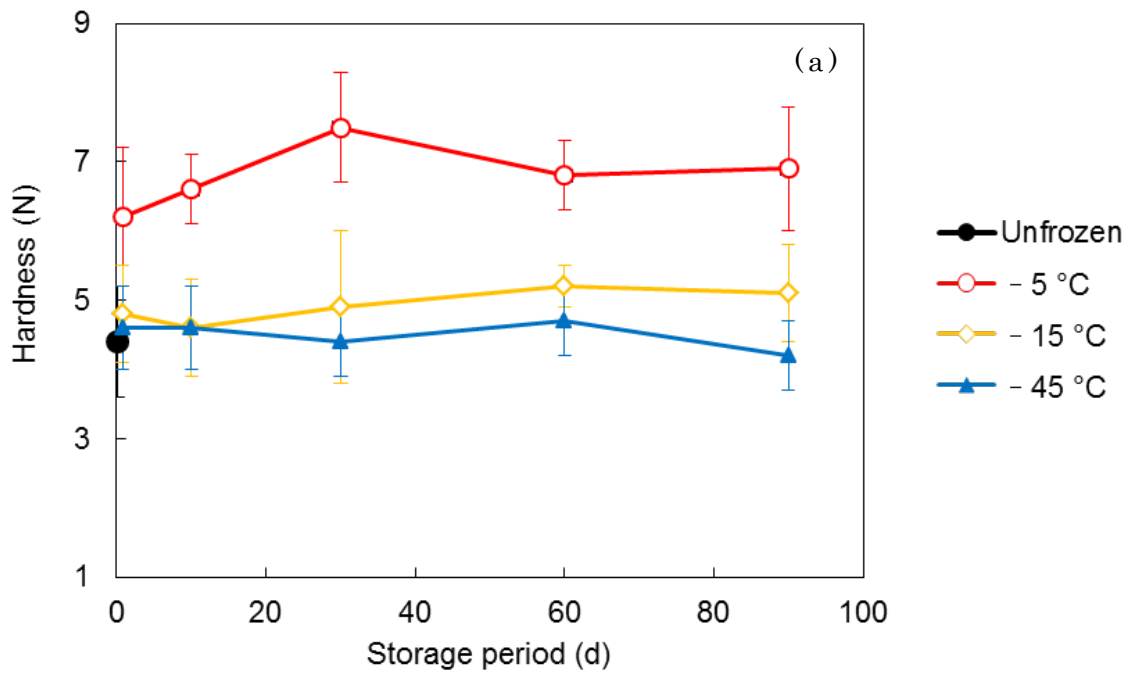 9
(a)
7
5
3
1
Hardness (N)
0
20
40
60
80
100
Storage period (d)
Unfrozen
− 5 °C
− 15 °C
− 45 °C